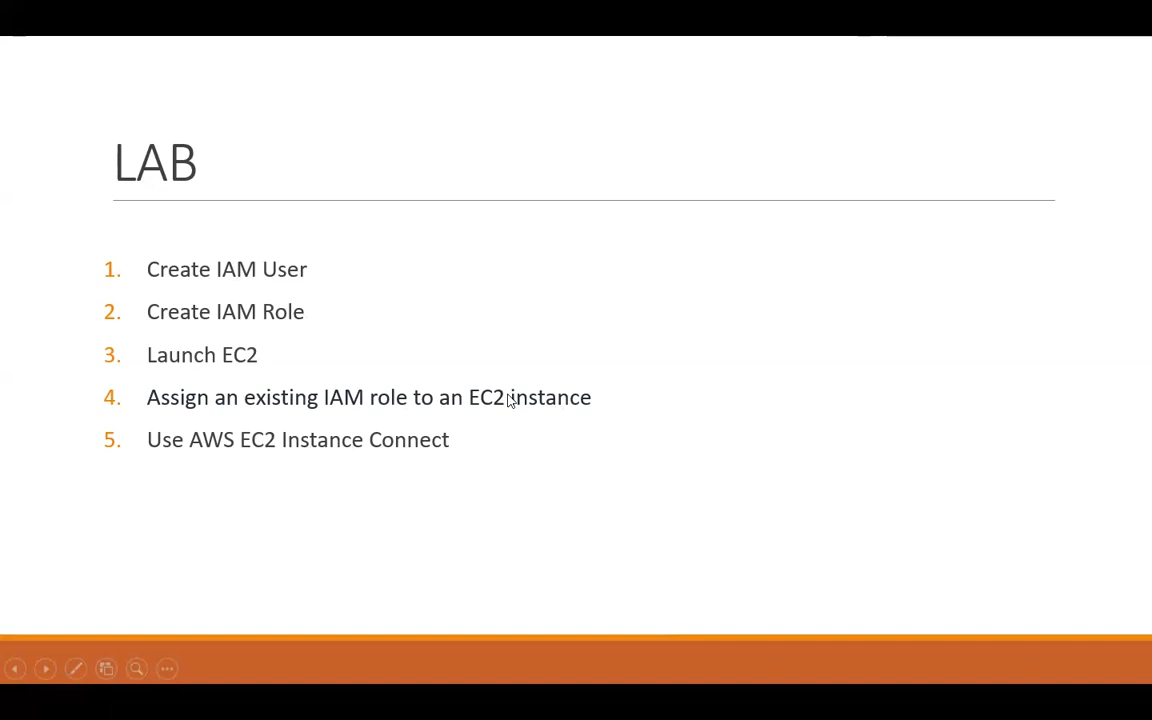 LAB
1. Create IAM User
2. Create IAM Role
3. Launch EC2
4. Assign an existing IAM role to an EC2 instance
5. Use AWS EC2 Instance Connect